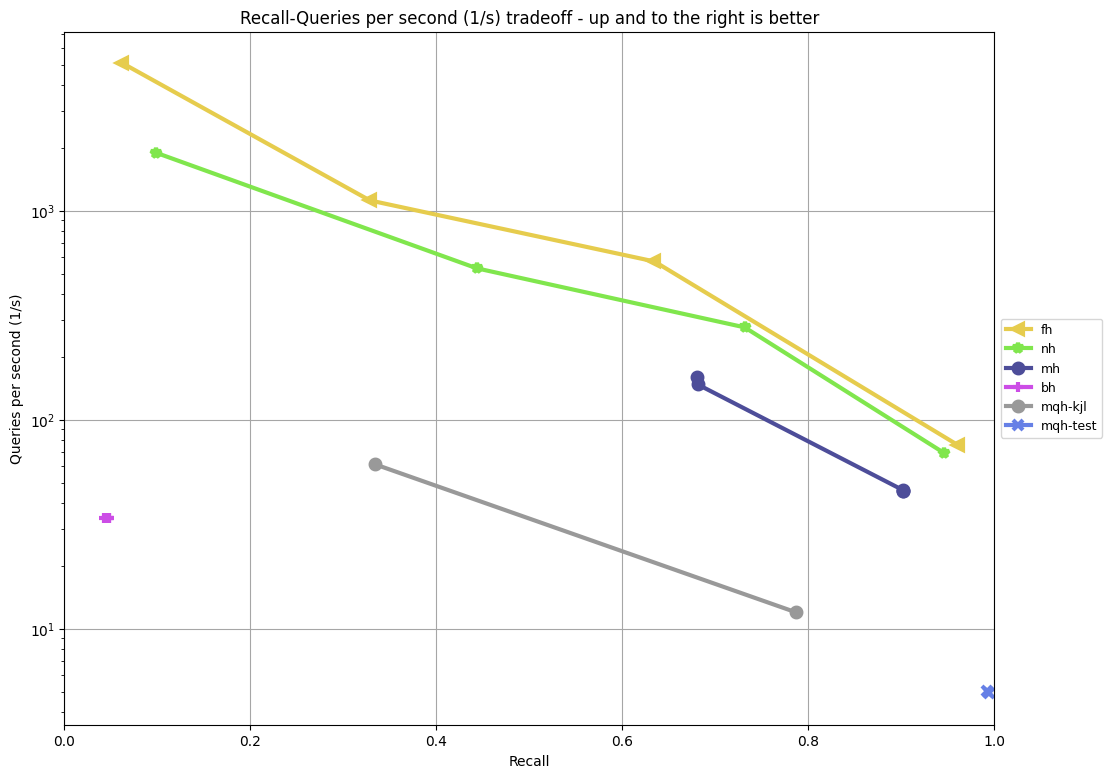 Recall-Queries per second (1/s) tradeoff - up and to the right is better
Queries per second (1/s)
10³
10²
10¹
0.0 0.2 0.4 0.6 0.8 1.0
Recall
fh
nh
mh
bh
mqh-kjl
mqh-test